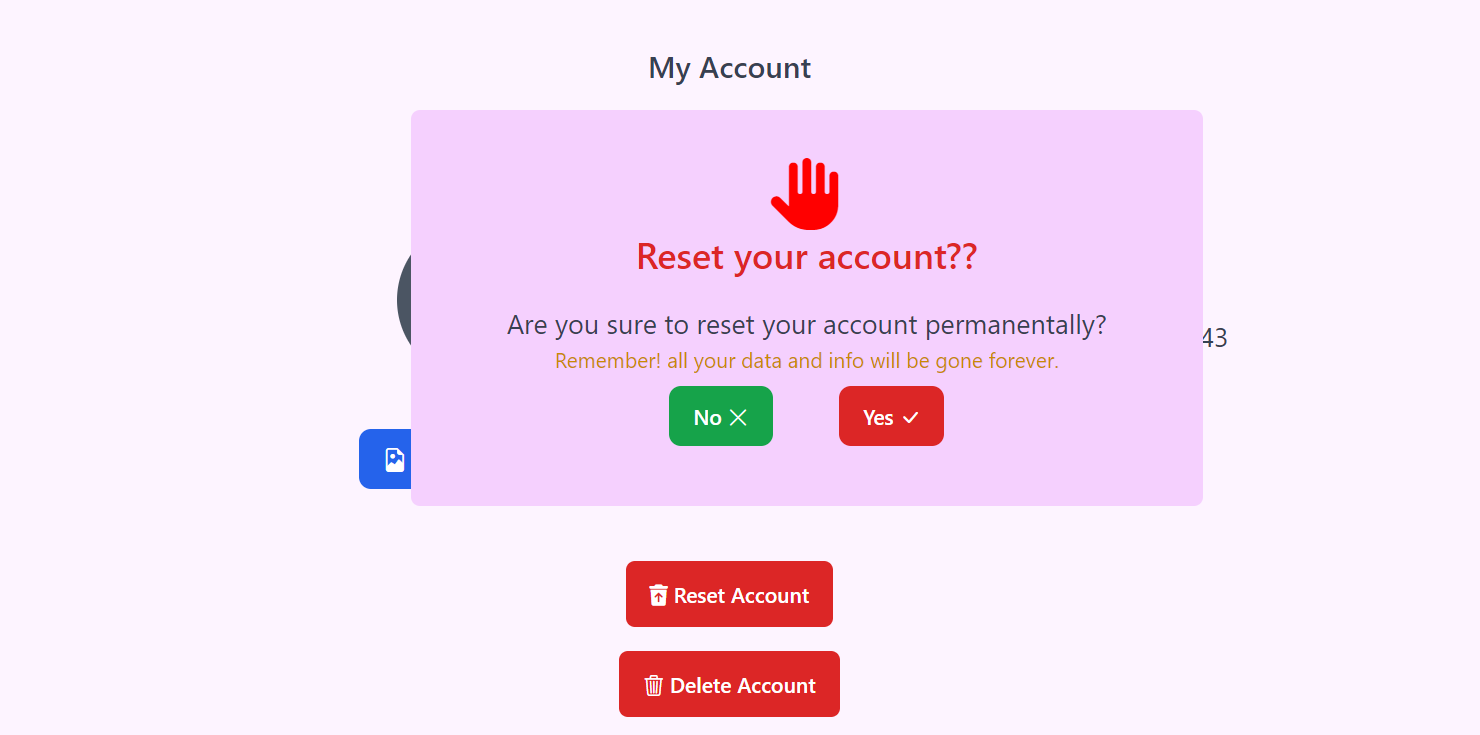 My Account
Reset your account??
Are you sure to reset your account permanentally?
Remember! all your data and info will be gone forever.
43
No
Yes
Reset Account
Delete Account